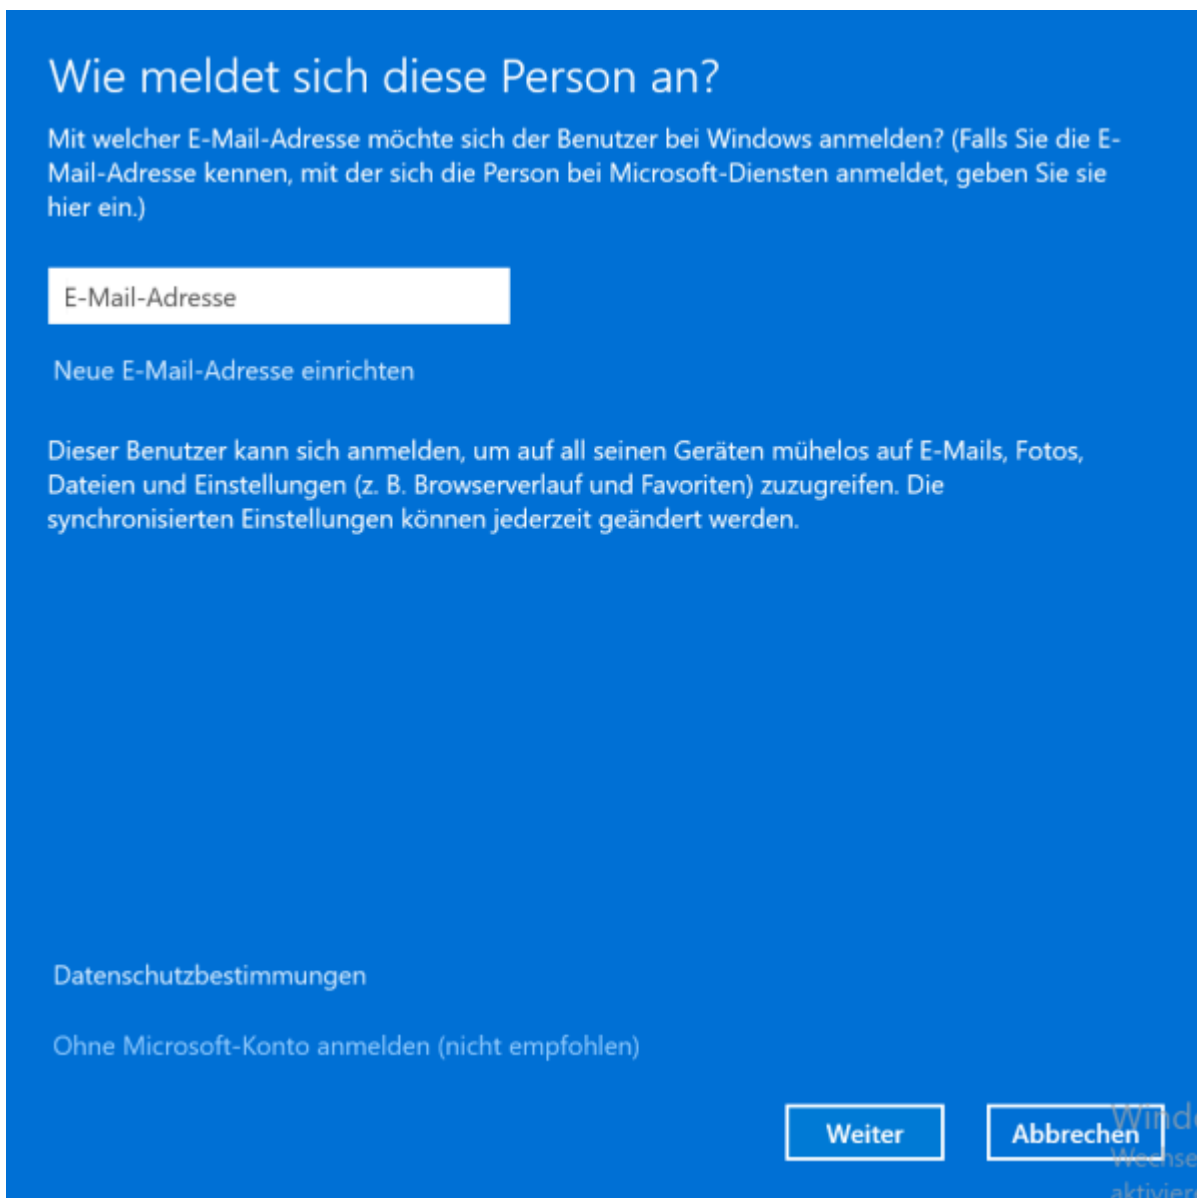 Wie meldet sich diese Person an?
Mit welcher E-Mail-Adresse möchte sich der Benutzer bei Windows anmelden? (Falls Sie die E-
Mail-Adresse kennen, mit der sich die Person bei Microsoft-Diensten anmeldet, geben Sie sie
hier ein.)
E-Mail-Adresse
Neue E-Mail-Adresse einrichten
Dieser Benutzer kann sich anmelden, um auf all seinen Geräten mühelos auf E-Mails, Fotos,
Dateien und Einstellungen (z. B. Browserverlauf und Favoriten) zuzugreifen. Die
synchronisierten Einstellungen können jederzeit geändert werden.
Datenschutzbestimmungen
Ohne Microsoft-Konto anmelden (nicht empfohlen)
Weiter Abbrechen